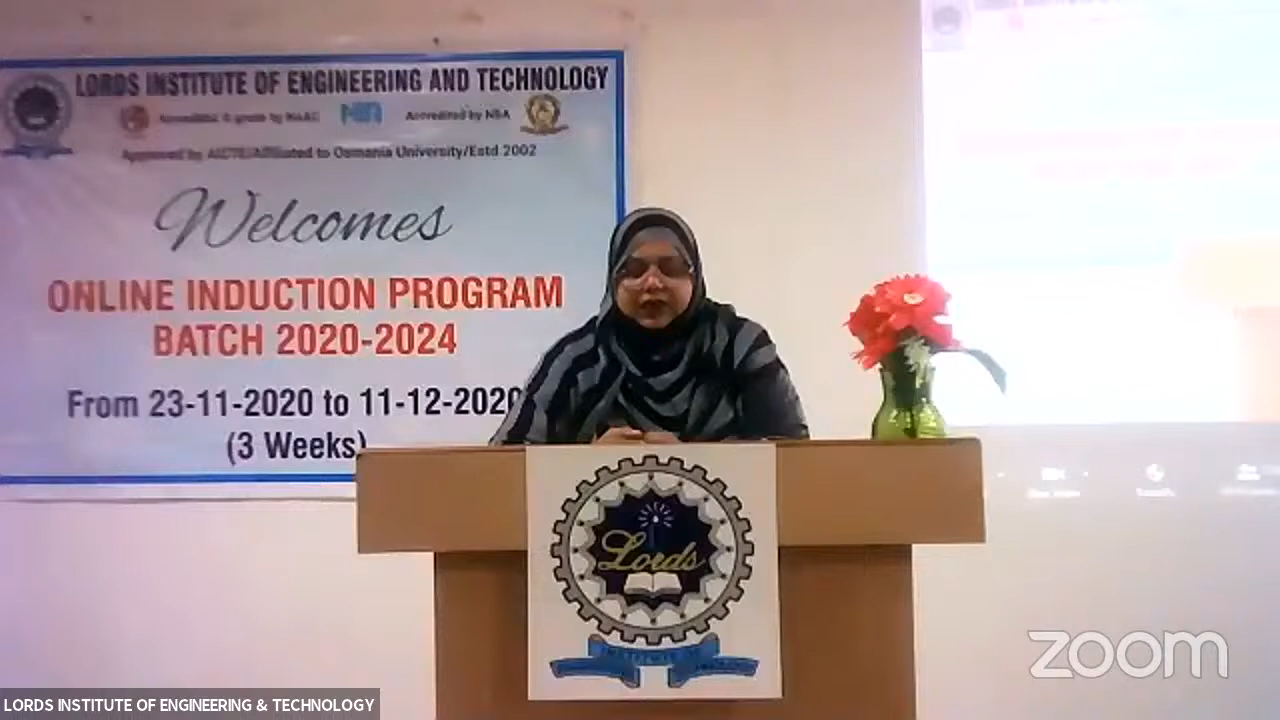 LORDS INSTITUTE OF ENGINEERING AND TECHNOLOGY
Accredited by NBA
Approved by AICTE/Affiliated to Osmania University/Estd 2002
Welcomes
ONLINE INDUCTION PROGRAM
BATCH 2020-2024
From 23-11-2020 to 11-12-2020
(3 Weeks)
Lords
zoom
LORDS INSTITUTE OF ENGINEERING & TECHNOLOGY